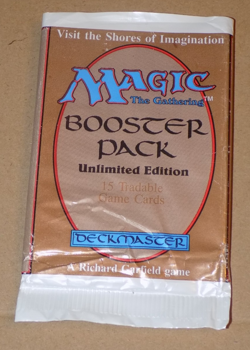 Visit the Shores of Imagination
MAGIC™
The Gathering
BOOSTER
PACK
Unlimited Edition
15 Tradable
Game Cards
DECKMASTER
A Richard Garfield game